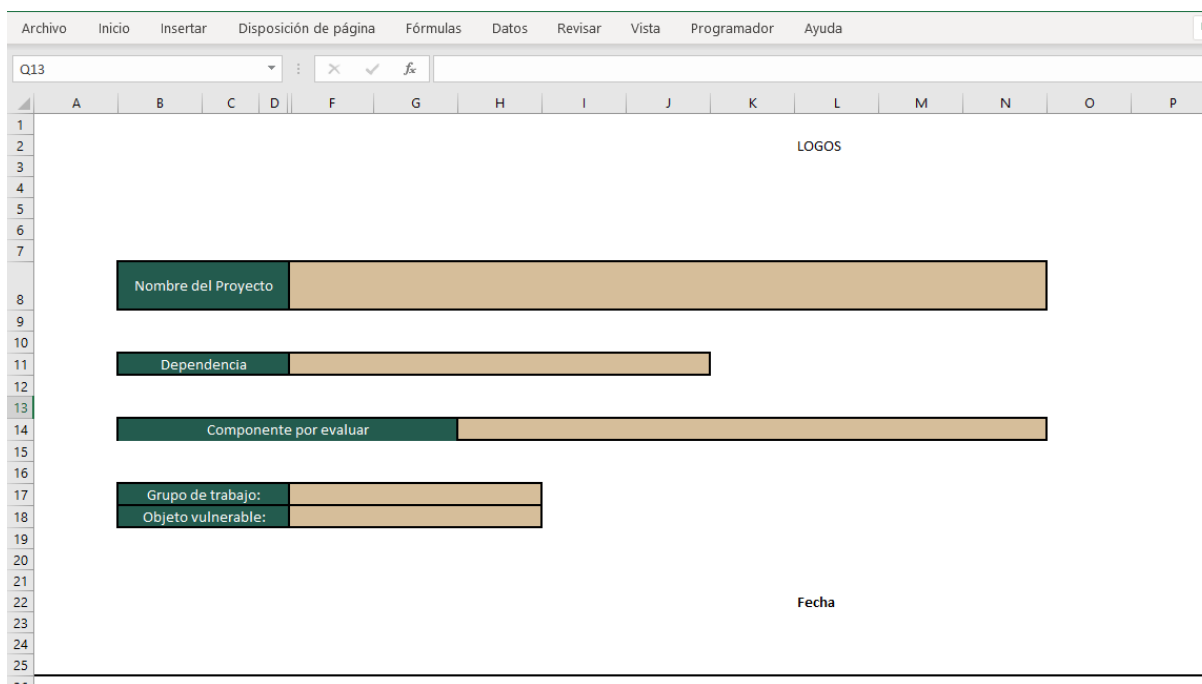 Archivo Inicio Insertar Disposición de página Fórmulas Datos Revisar Vista Programador Ayuda
Q13 fx
A B C D F G H I J K L M N O P
1
2 LOGOS
3
4
5
6
7
8 Nombre del Proyecto
9
10
11 Dependencia
12
13
14 Componente por evaluar
15
16
17 Grupo de trabajo:
18 Objeto vulnerable:
19
20
21
22 Fecha
23
24
25